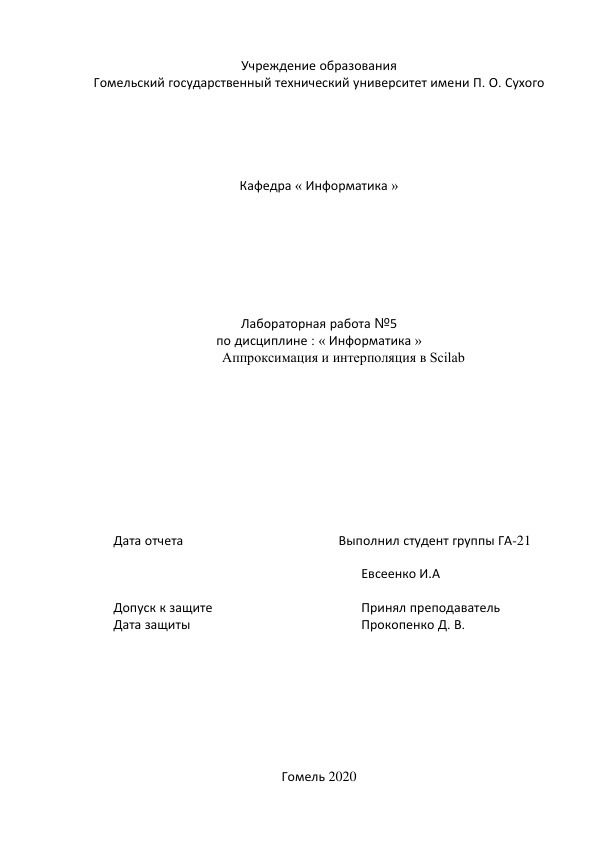 Учреждение образования
Гомельский государственный технический университет имени П. О. Сухого
Кафедра « Информатика »
Лабораторная работа №5
по дисциплине : « Информатика »
Аппроксимация и интерполяция в Scilab
Дата отчета Выполнил студент группы ГА-21
Евсеенко И.А
Допуск к защите Принял преподаватель
Дата защиты Прокопенко Д. В.
Гомель 2020